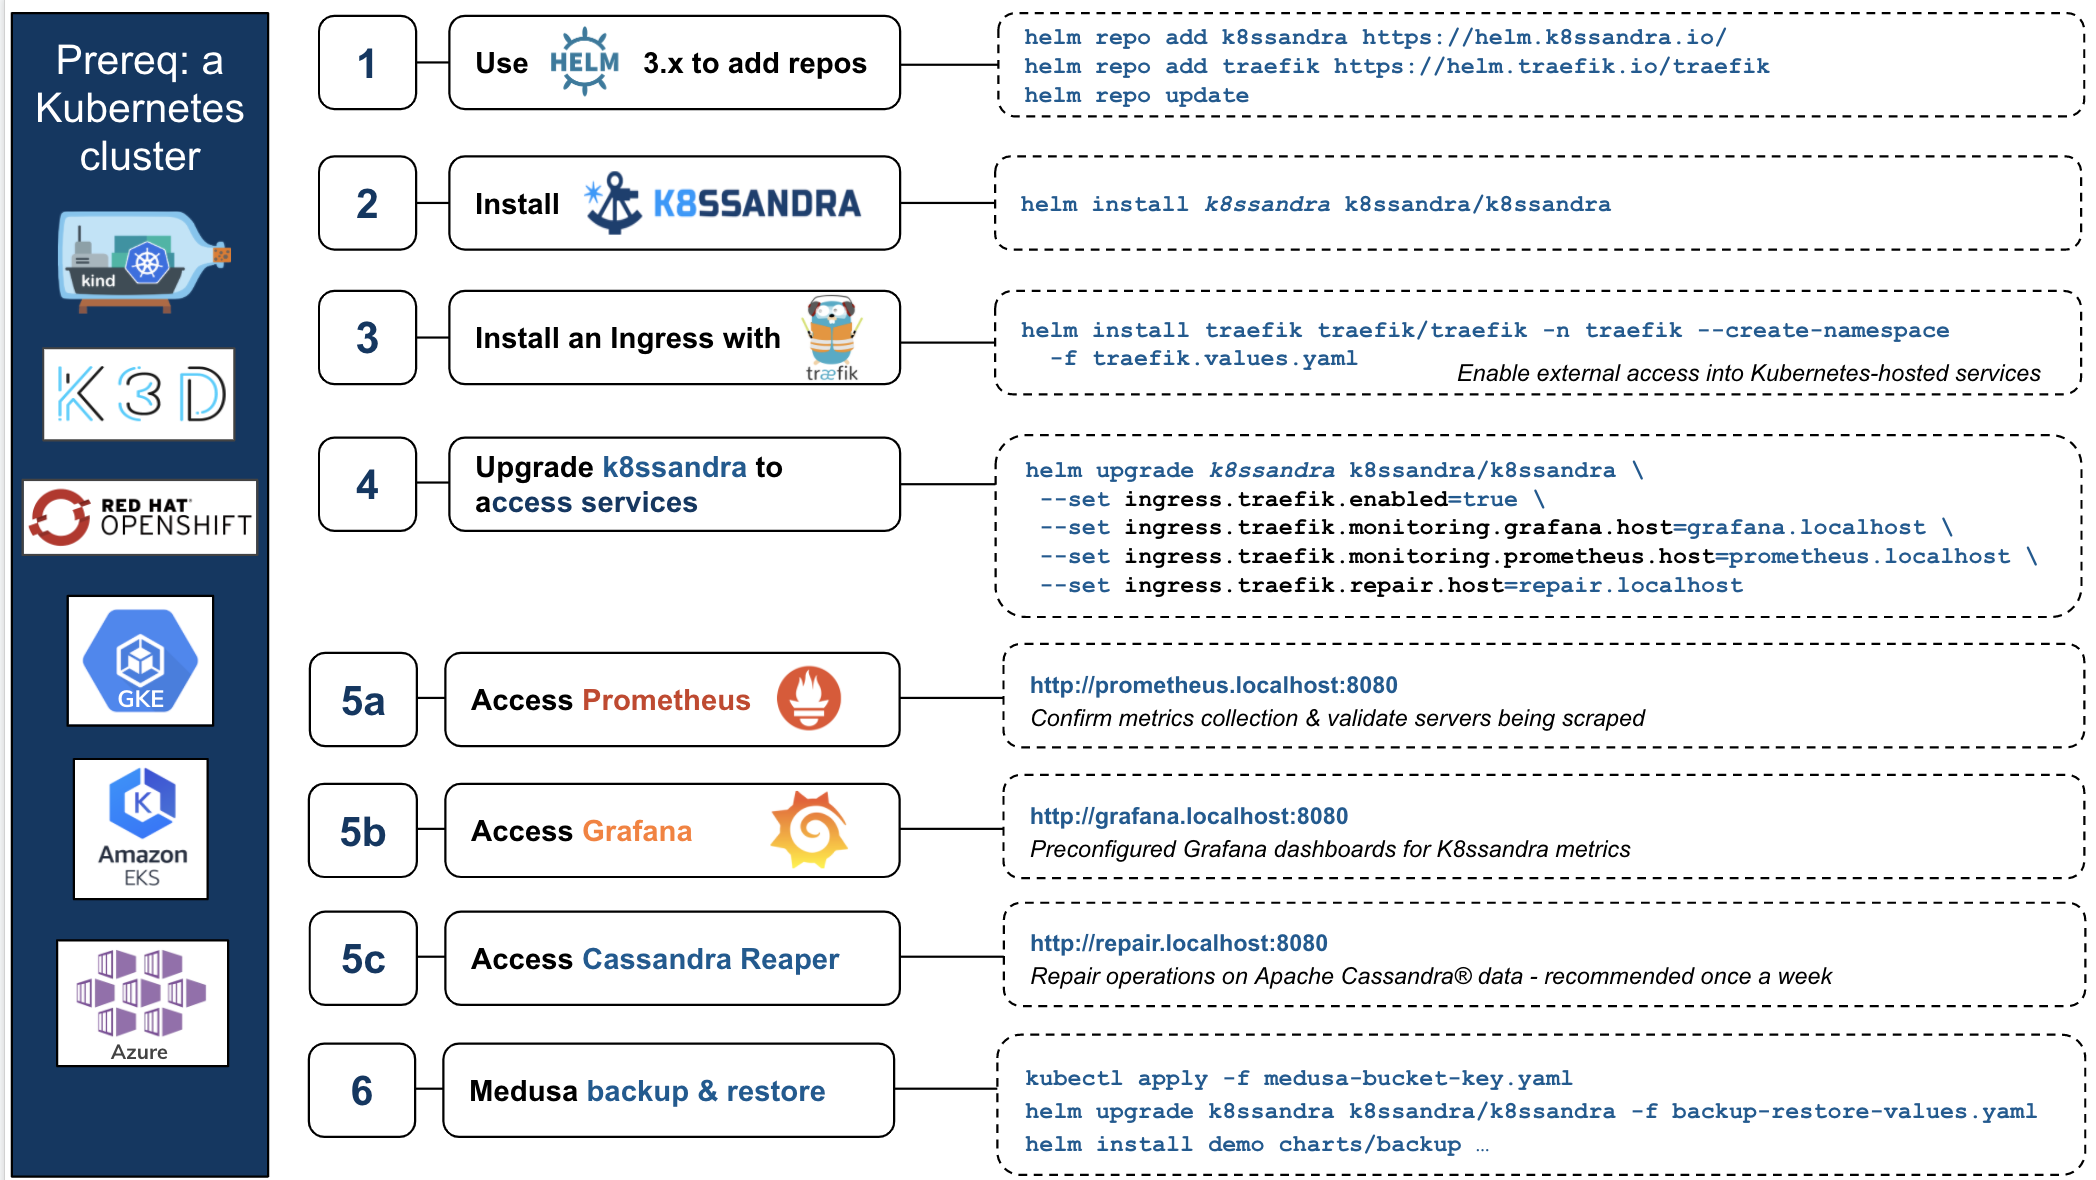 Prereq: a
Kubernetes
cluster
kind
K3D
RED HAT®
OPENSHIFT
GKE
K
Amazon
EKS
Azure
1
Use HELM 3.x to add repos
helm repo add k8ssandra https://helm.k8ssandra.io/
helm repo add traefik https://helm.traefik.io/traefik
helm repo update
2
Install K8SSANDRA
helm install k8ssandra k8ssandra/k8ssandra
3
Install an Ingress with
træfik
helm install traefik traefik/traefik -n traefik --create-namespace
-f traefik.values.yaml
Enable external access into Kubernetes-hosted services
4
Upgrade k8ssandra to
access services
helm upgrade k8ssandra k8ssandra/k8ssandra \
--set ingress.traefik.enabled=true \
--set ingress.traefik.monitoring.grafana.host=grafana.localhost \
--set ingress.traefik.monitoring.prometheus.host=prometheus.localhost \
--set ingress.traefik.repair.host=repair.localhost
5a
Access Prometheus
http://prometheus.localhost:8080
Confirm metrics collection & validate servers being scraped
5b
Access Grafana
http://grafana.localhost:8080
Preconfigured Grafana dashboards for K8ssandra metrics
5c
Access Cassandra Reaper
http://repair.localhost:8080
Repair operations on Apache Cassandra® data - recommended once a week
6
Medusa backup & restore
kubectl apply -f medusa-bucket-key.yaml
helm upgrade k8ssandra k8ssandra/k8ssandra -f backup-restore-values.yaml
helm install demo charts/backup …